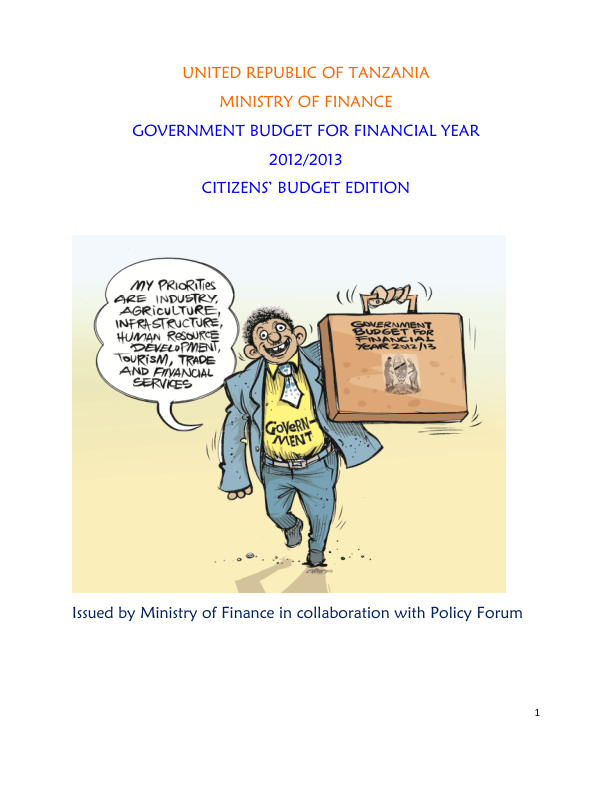 UNITED REPUBLIC OF TANZANIA
MINISTRY OF FINANCE
GOVERNMENT BUDGET FOR FINANCIAL YEAR
2012/2013
CITIZENS’ BUDGET EDITION
MY PRIORITIES
ARE INDUSTRY,
AGRICULTURE,
INFRASTRUCTURE,
HUMAN RESOURCE
DEVELOPMENT,
TOURISM, TRADE
AND FINANCIAL
SERVICES
GOVERNMENT
BUDGET FOR
FINANCIAL
YEAR 2012/13
GOVERN-
MENT
Issued by Ministry of Finance in collaboration with Policy Forum
1